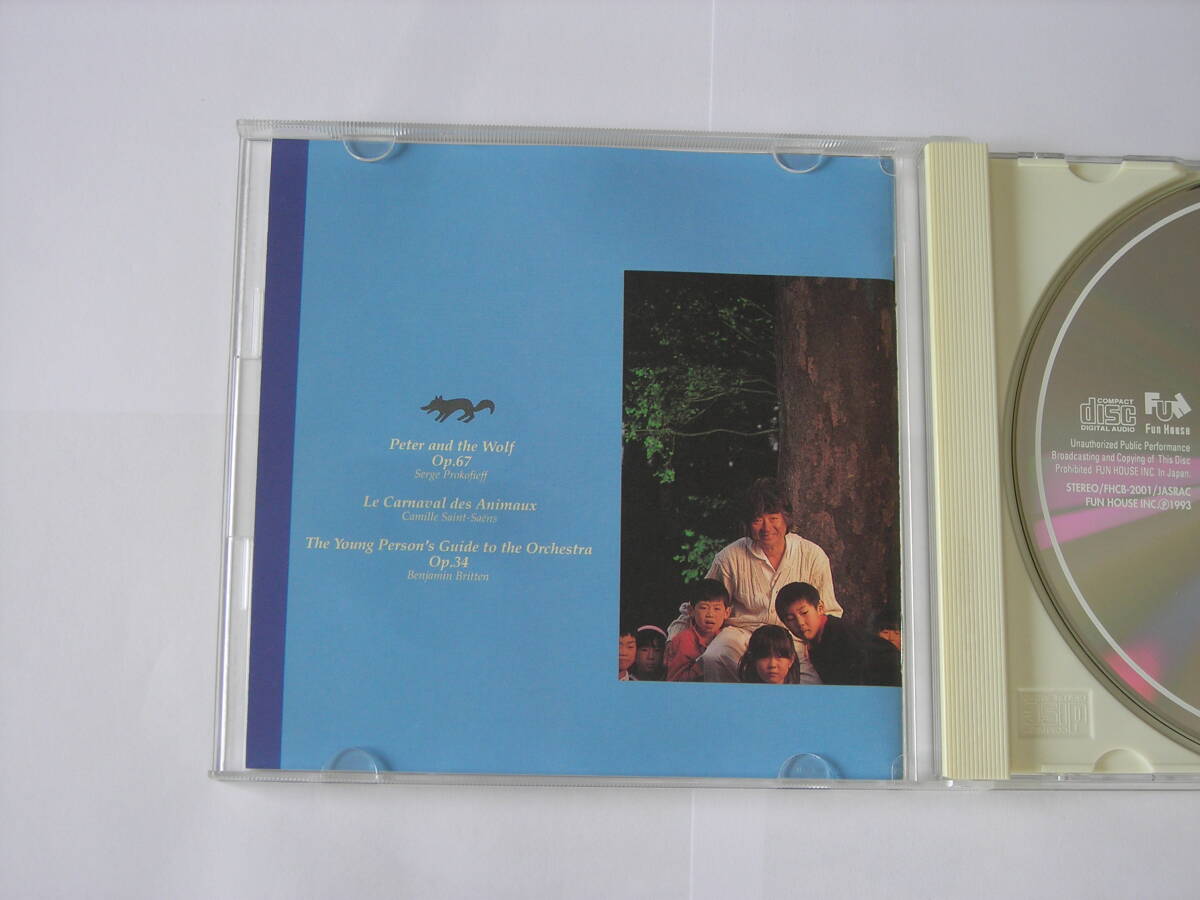 Peter and the Wolf
Op.67
Serge Prokofieff
Le Carnaval des Animaux
Camille Saint-Saëns
The Young Person's Guide to the Orchestra
Op.34
Benjamin Britten
COMPACT
disc
DIGITAL AUDIO
FUN
Fun House
Unauthorized Public Performance
Broadcasting and Copying of This Disc
Prohibited FUN HOUSE INC. In Japan.
STEREO/FHCB-2001/JASRAC
FUN HOUSE INC.℗1993